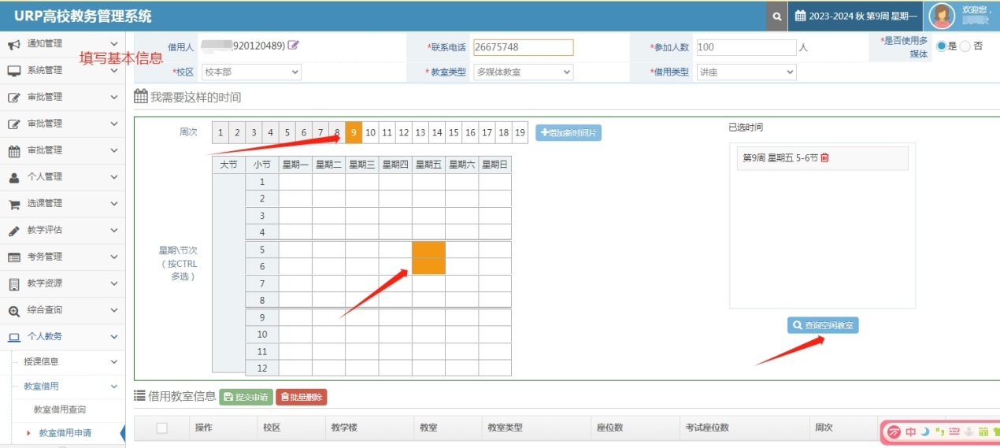 URP高校教务管理系统
2023-2024 秋 第9周 星期一
欢迎您，
通知管理
系统管理
审批管理
审批管理
审批管理
个人管理
选课管理
教学评估
考务管理
教学资源
综合查询
个人教务
授课信息
教室借用
教室借用查询
教室借用申请
填写基本信息
借用人 920120489)
*联系电话 26675748
*参加人数 100 人
*是否使用多
媒体
是 否
*校区 校本部
*教室类型 多媒体教室
*借用类型 讲座
我需要这样的时间
周次 1 2 3 4 5 6 7 8 9 10 11 12 13 14 15 16 17 18 19
增加新时间片
大节 小节 星期一 星期二 星期三 星期四 星期五 星期六 星期日
1
2
3
4
5
6
7
8
9
10
11
12
星期\节次
（按CTRL
多选）
已选时间
第9周 星期五 5-6节
查询空闲教室
借用教室信息 提交申请 批量删除
操作 校区 教学楼 教室 教室类型 座位数 考试座位数 周次
中 简